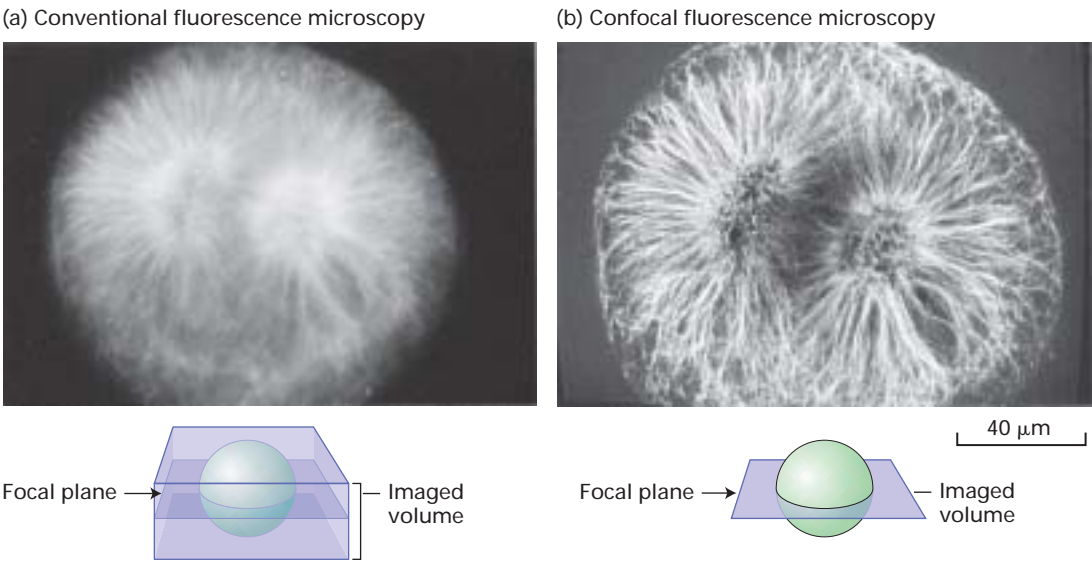 (a) Conventional fluorescence microscopy
(b) Confocal fluorescence microscopy
40 μm
Focal plane
Imaged
volume
Focal plane
Imaged
volume